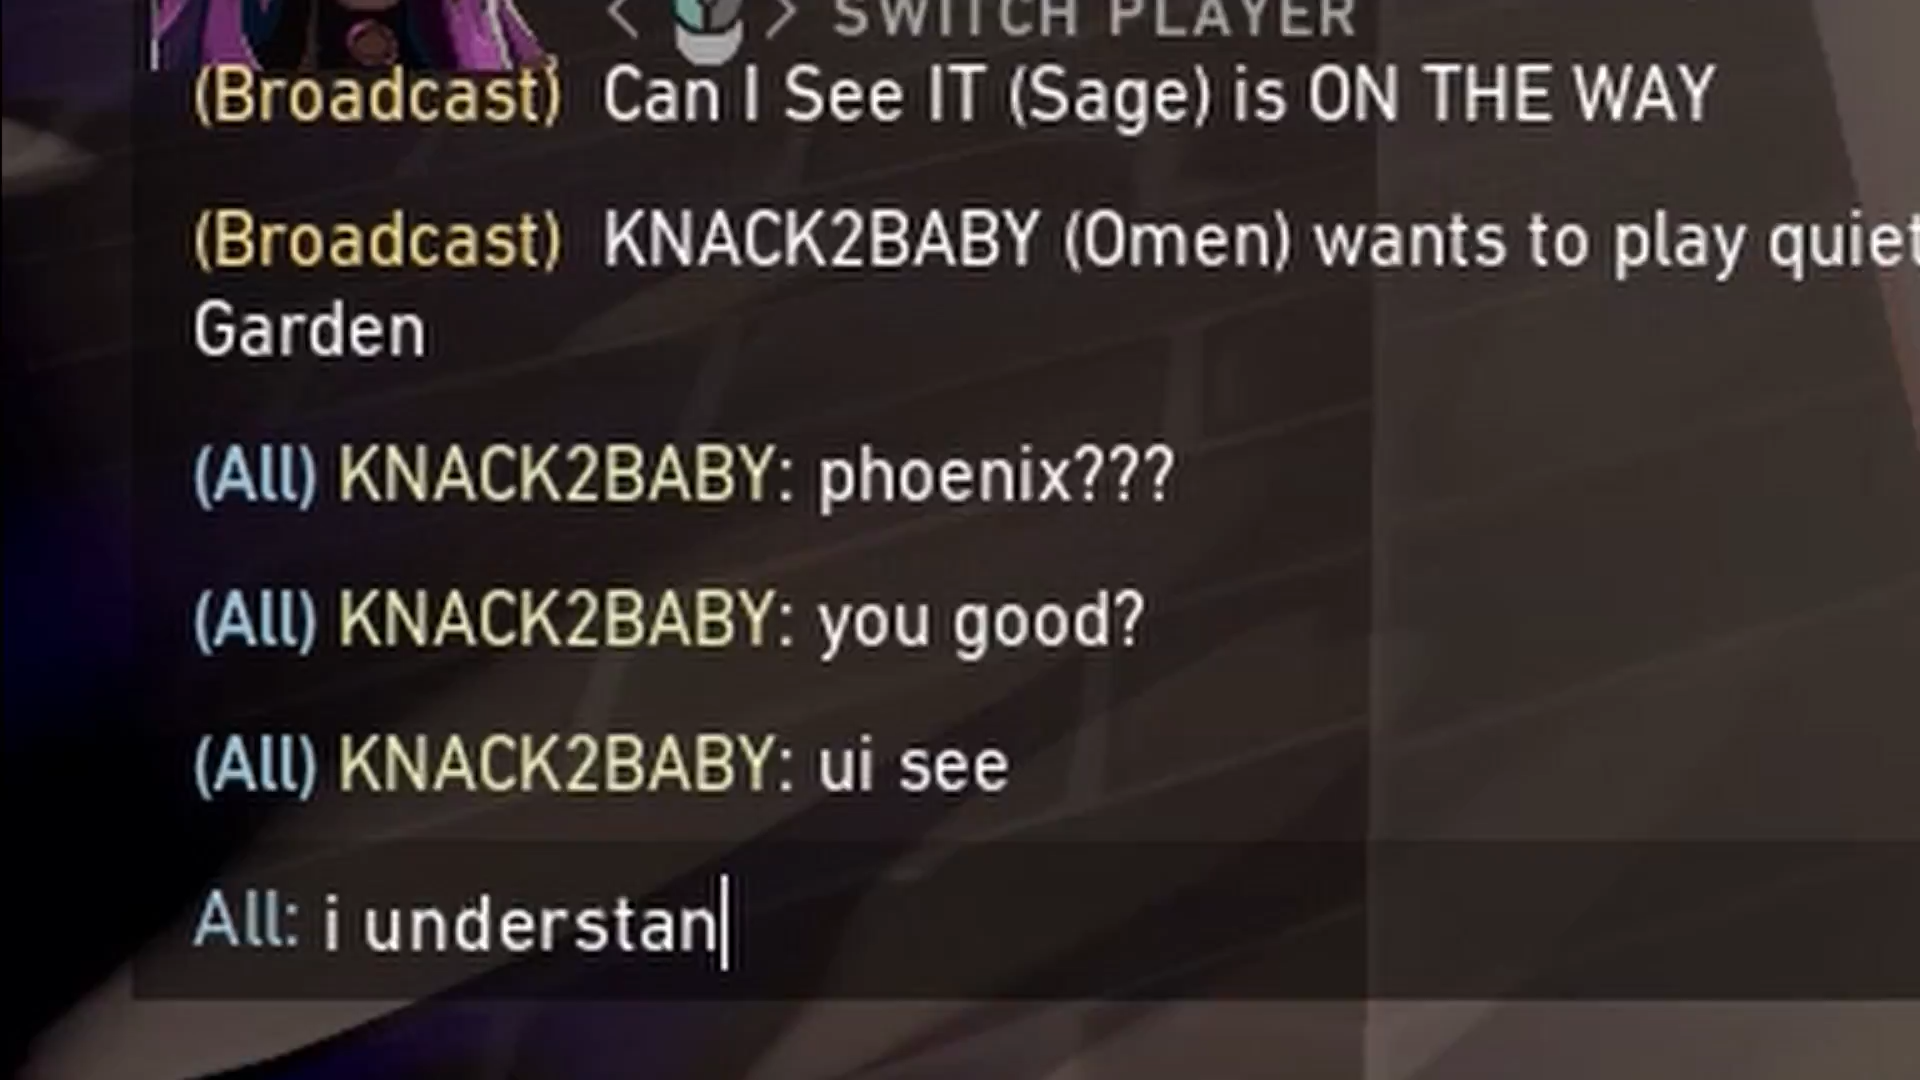 SWITCH PLAYER
(Broadcast) Can I See IT (Sage) is ON THE WAY
(Broadcast) KNACK2BABY (Omen) wants to play quiet
Garden
(All) KNACK2BABY: phoenix???
(All) KNACK2BABY: you good?
(All) KNACK2BABY: ui see
All: i understan